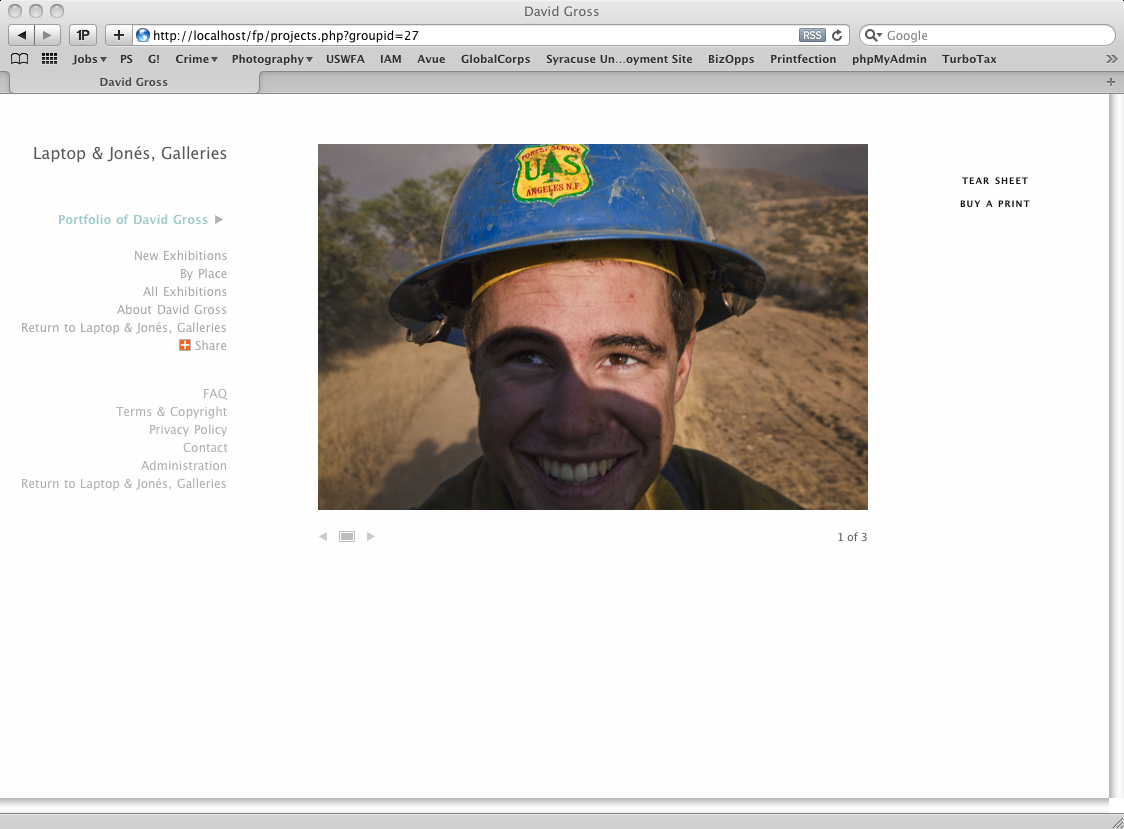 David Gross
1P
http://localhost/fp/projects.php?groupid=27
RSS
Google
Jobs PS G! Crime Photography USWFA IAM Avue GlobalCorps Syracuse Un...oyment Site BizOpps Printfection phpMyAdmin TurboTax
David Gross
Laptop & Jonés, Galleries
Portfolio of David Gross
New Exhibitions
By Place
All Exhibitions
About David Gross
Return to Laptop & Jonés, Galleries
Share
FAQ
Terms & Copyright
Privacy Policy
Contact
Administration
Return to Laptop & Jonés, Galleries
FOREST SERVICE
UAS
ANGELES N.F.
1 of 3
TEAR SHEET
BUY A PRINT